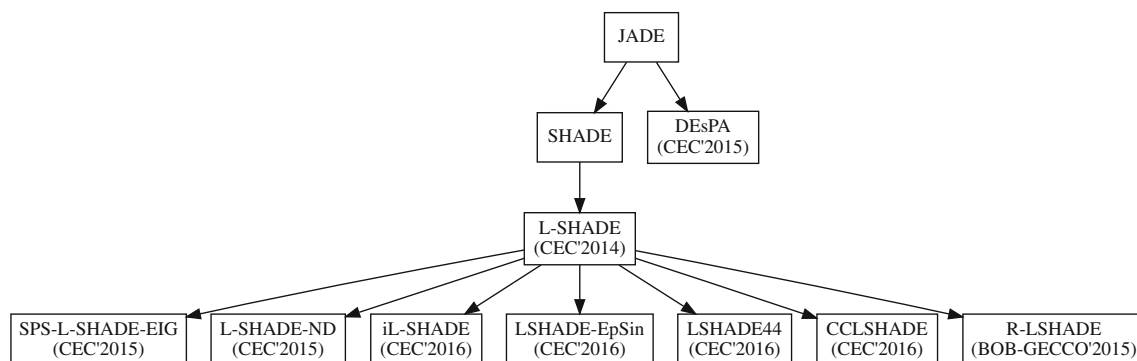 JADE
SHADE
DEsPA
(CEC'2015)
L-SHADE
(CEC'2014)
SPS-L-SHADE-EIG
(CEC'2015)
L-SHADE-ND
(CEC'2015)
iL-SHADE
(CEC'2016)
LSHADE-EpSin
(CEC'2016)
LSHADE44
(CEC'2016)
CCLSHADE
(CEC'2016)
R-LSHADE
(BOB-GECCO'2015)